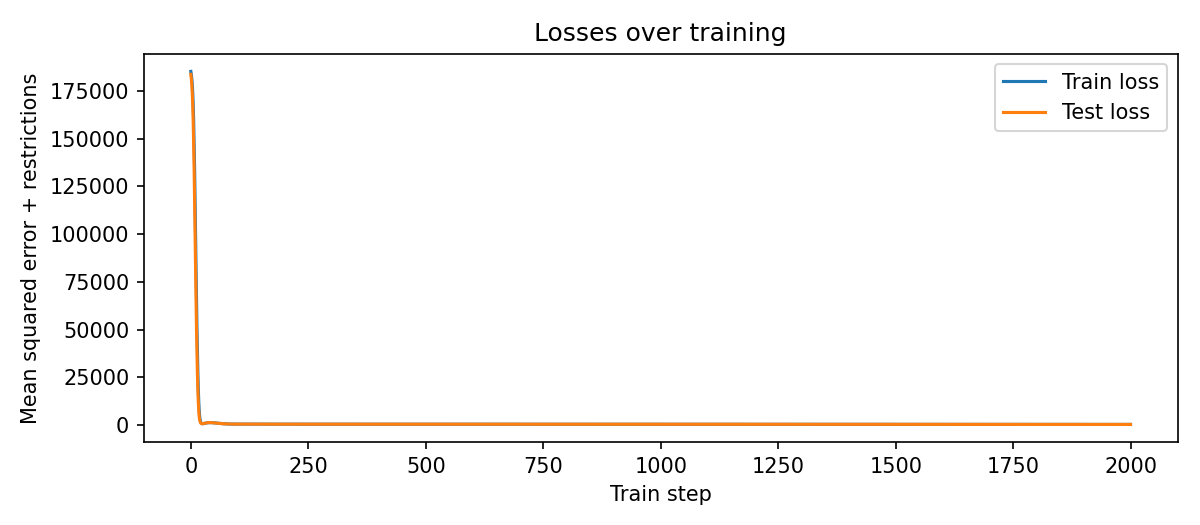 Losses over training
Mean squared error + restrictions
175000
150000
125000
100000
75000
50000
25000
0
Train loss
Test loss
0 250 500 750 1000 1250 1500 1750 2000
Train step